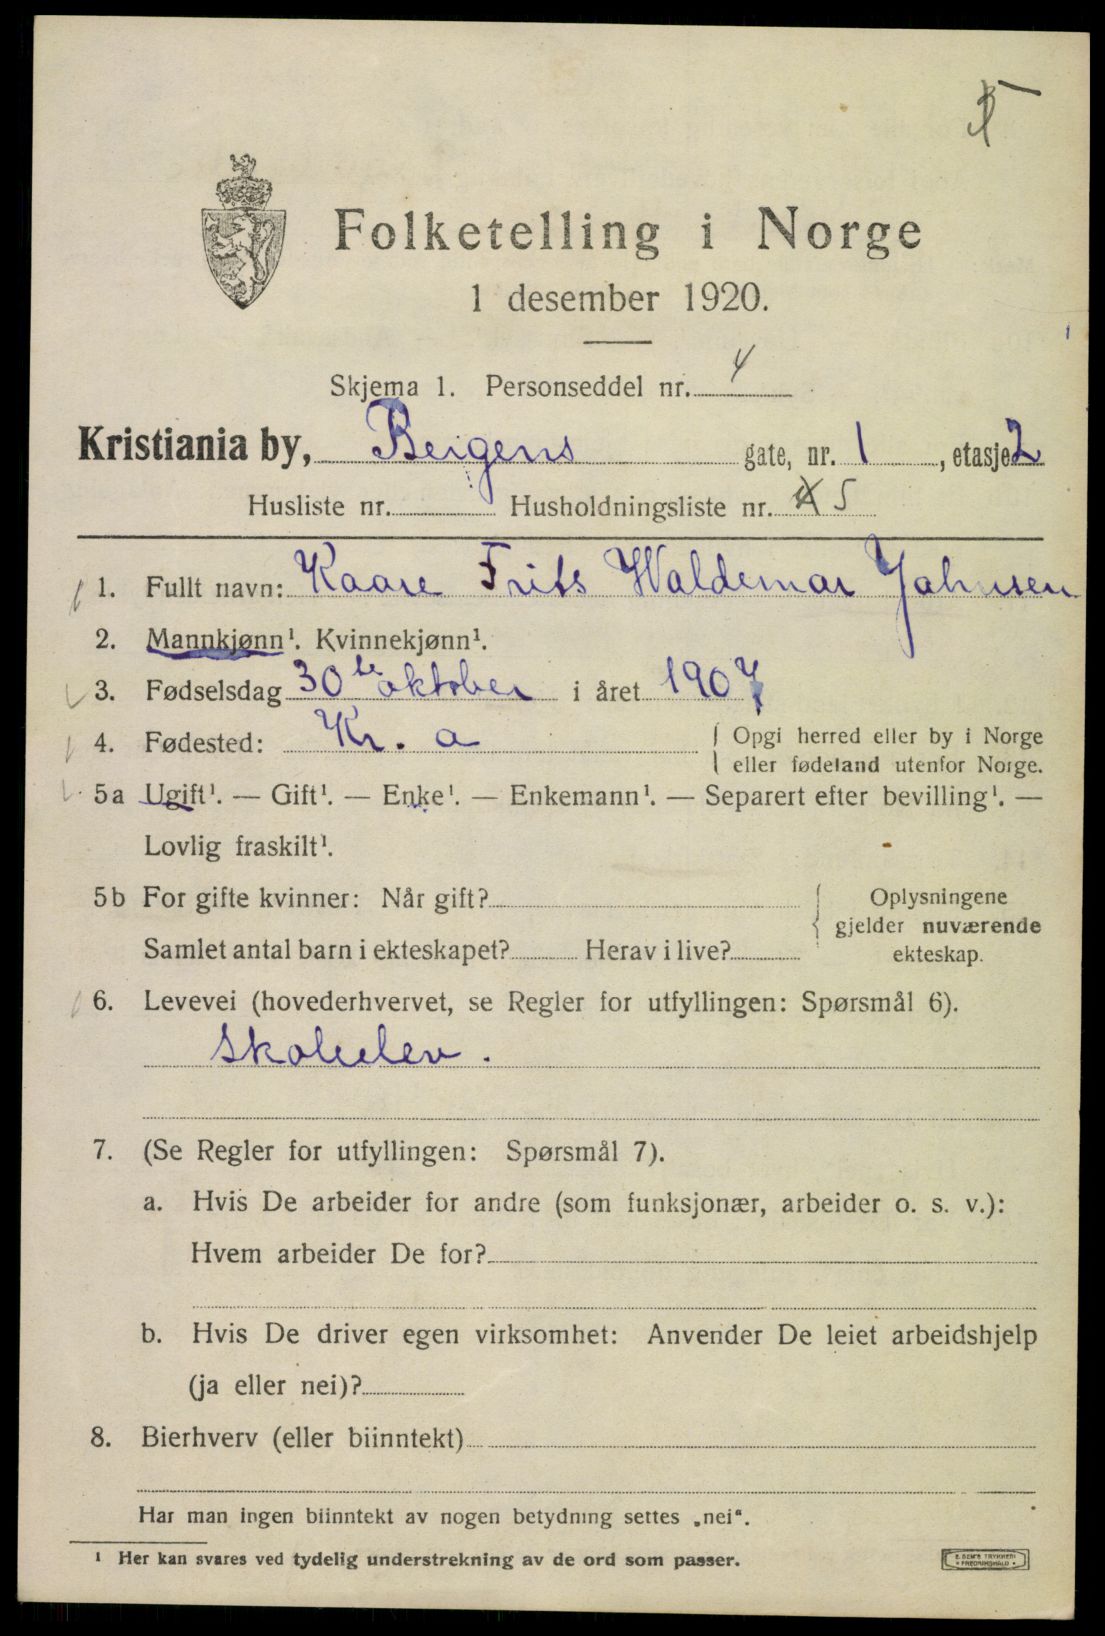 Folketelling i Norge
1 desember 1920.
Skjema 1. Personseddel nr. 4
Kristiania by, Bergens gate, nr. 1, etasje 2
Husliste nr. Husholdningsliste nr. 5
1. Fullt navn: Kaare Frits Waldemar Jahnsen
2. Mannkjønn¹. Kvinnekjønn¹.
3. Fødselsdag 30te oktober i året 1907
4. Fødested: Kr. a { Opgi herred eller by i Norge
eller fødeland utenfor Norge.
5a Ugift¹. — Gift¹. — Enke¹. — Enkemann¹. — Separert efter bevilling¹. —
Lovlig fraskilt¹.
5b For gifte kvinner: Når gift? { Oplysningene
gjelder nuværende
Samlet antal barn i ekteskapet? Herav i live? ekteskap.
6. Levevei (hovederhvervet, se Regler for utfyllingen: Spørsmål 6).
Skoleelev.
7. (Se Regler for utfyllingen: Spørsmål 7).
a. Hvis De arbeider for andre (som funksjonær, arbeider o. s. v.):
Hvem arbeider De for?
b. Hvis De driver egen virksomhet: Anvender De leiet arbeidshjelp
(ja eller nei)?
8. Bierhverv (eller biinntekt)
Har man ingen biinntekt av nogen betydning settes „nei“.
¹ Her kan svares ved tydelig understrekning av de ord som passer.
E. SEM'S TRYKKERI
• FREDRIKSHALD •